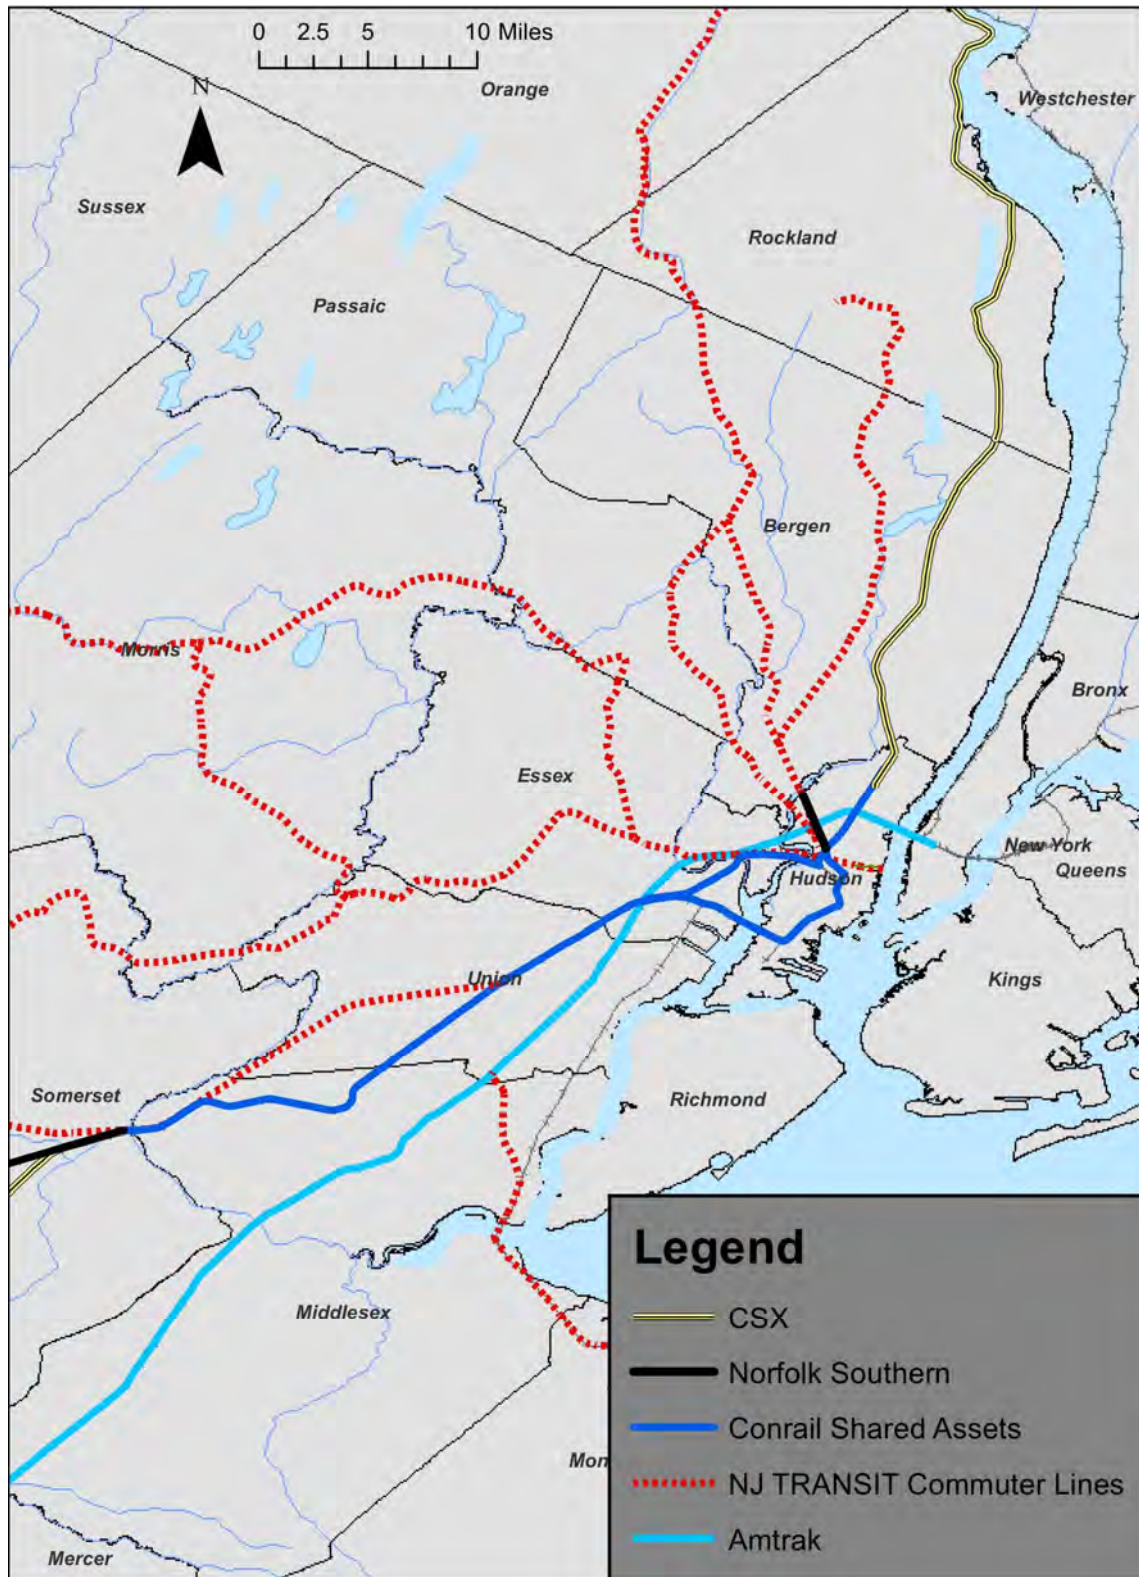 0 2.5 5 10 Miles
N
Orange
Westchester
Sussex
Rockland
Passaic
Bergen
Morris
Bronx
Essex
New York
Queens
Hudson
Union
Kings
Somerset
Richmond
Middlesex
Mon
Mercer
Legend
CSX
Norfolk Southern
Conrail Shared Assets
NJ TRANSIT Commuter Lines
Amtrak